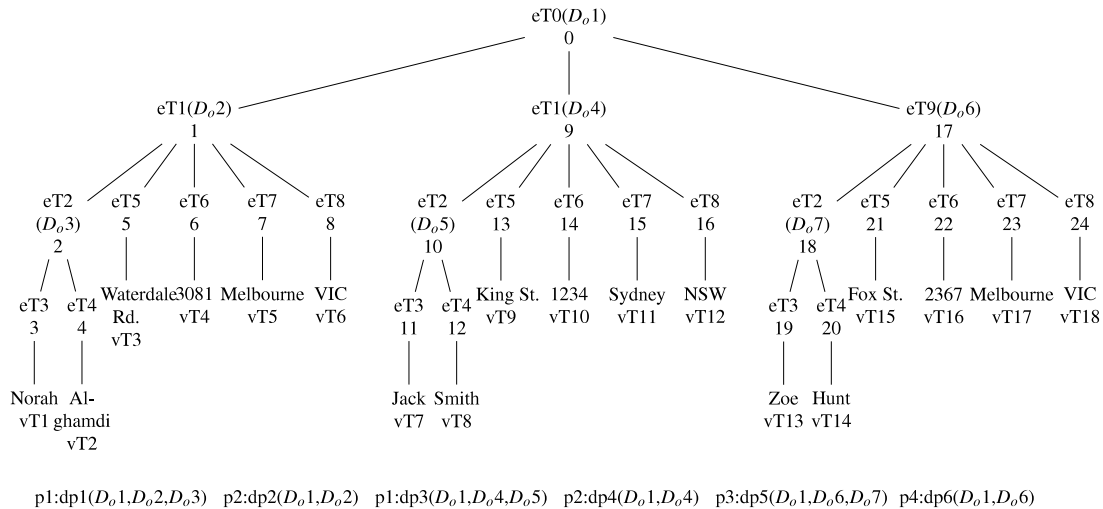 eT0(Dₒ1)
0
eT1(Dₒ2) eT1(Dₒ4) eT9(Dₒ6)
1 9 17
eT2 eT5 eT6 eT7 eT8 eT2 eT5 eT6 eT7 eT8 eT2 eT5 eT6 eT7 eT8
(Dₒ3) 5 6 7 8 (Dₒ5) 13 14 15 16 (Dₒ7) 21 22 23 24
2 10 18
eT3 eT4 Waterdale 3081 Melbourne VIC eT3 eT4 King St. 1234 Sydney NSW eT3 eT4 Fox St. 2367 Melbourne VIC
3 4 Rd. vT4 vT5 vT6 11 12 vT9 vT10 vT11 vT12 19 20 vT15 vT16 vT17 vT18
vT3
Norah Al- Jack Smith Zoe Hunt
vT1 ghamdi vT7 vT8 vT13 vT14
vT2
p1:dp1(Dₒ1,Dₒ2,Dₒ3) p2:dp2(Dₒ1,Dₒ2) p1:dp3(Dₒ1,Dₒ4,Dₒ5) p2:dp4(Dₒ1,Dₒ4) p3:dp5(Dₒ1,Dₒ6,Dₒ7) p4:dp6(Dₒ1,Dₒ6)